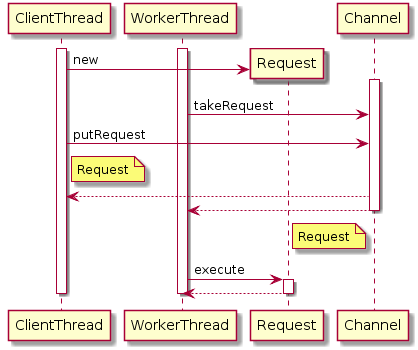 ClientThread
WorkerThread
Request
Channel
new
takeRequest
putRequest
Request
Request
execute
ClientThread
WorkerThread
Request
Channel